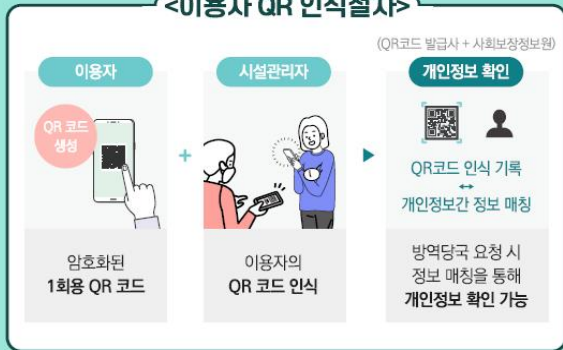 <이용자 QR 인식절차>
(QR코드 발급사 + 사회보장정보원)
이용자
시설관리자
개인정보 확인
QR 코드
생성
+
QR코드 인식 기록
↔
개인정보간 정보 매칭
암호화된
1회용 QR 코드
이용자의
QR 코드 인식
방역당국 요청 시
정보 매칭을 통해
개인정보 확인 가능